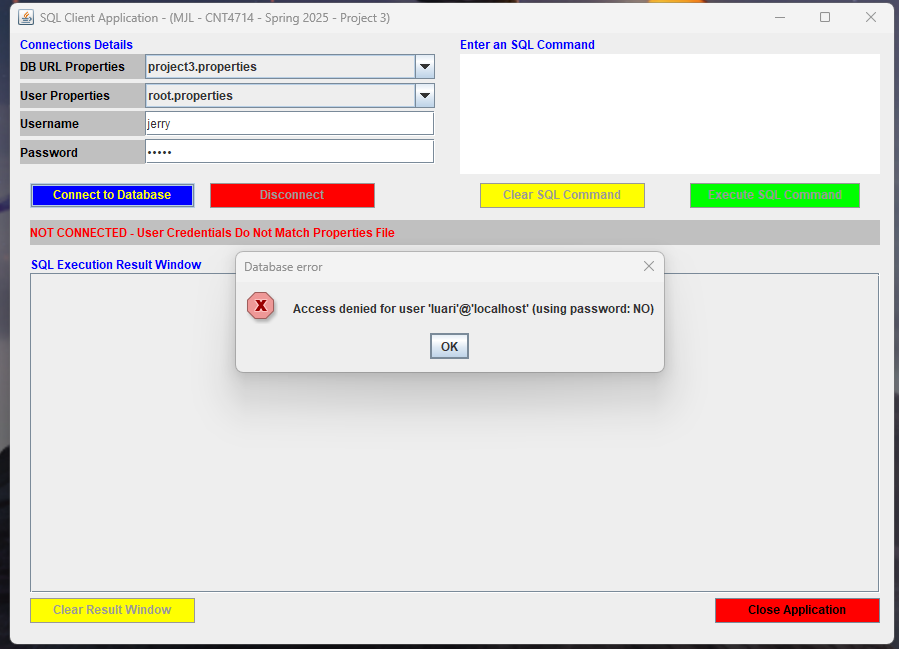 SQL Client Application - (MJL - CNT4714 - Spring 2025 - Project 3)
Connections Details
Enter an SQL Command
DB URL Properties project3.properties
User Properties root.properties
Username jerry
Password •••••
Connect to Database Disconnect Clear SQL Command Execute SQL Command
NOT CONNECTED - User Credentials Do Not Match Properties File
SQL Execution Result Window
Database error
Access denied for user 'luari'@'localhost' (using password: NO)
OK
Clear Result Window Close Application